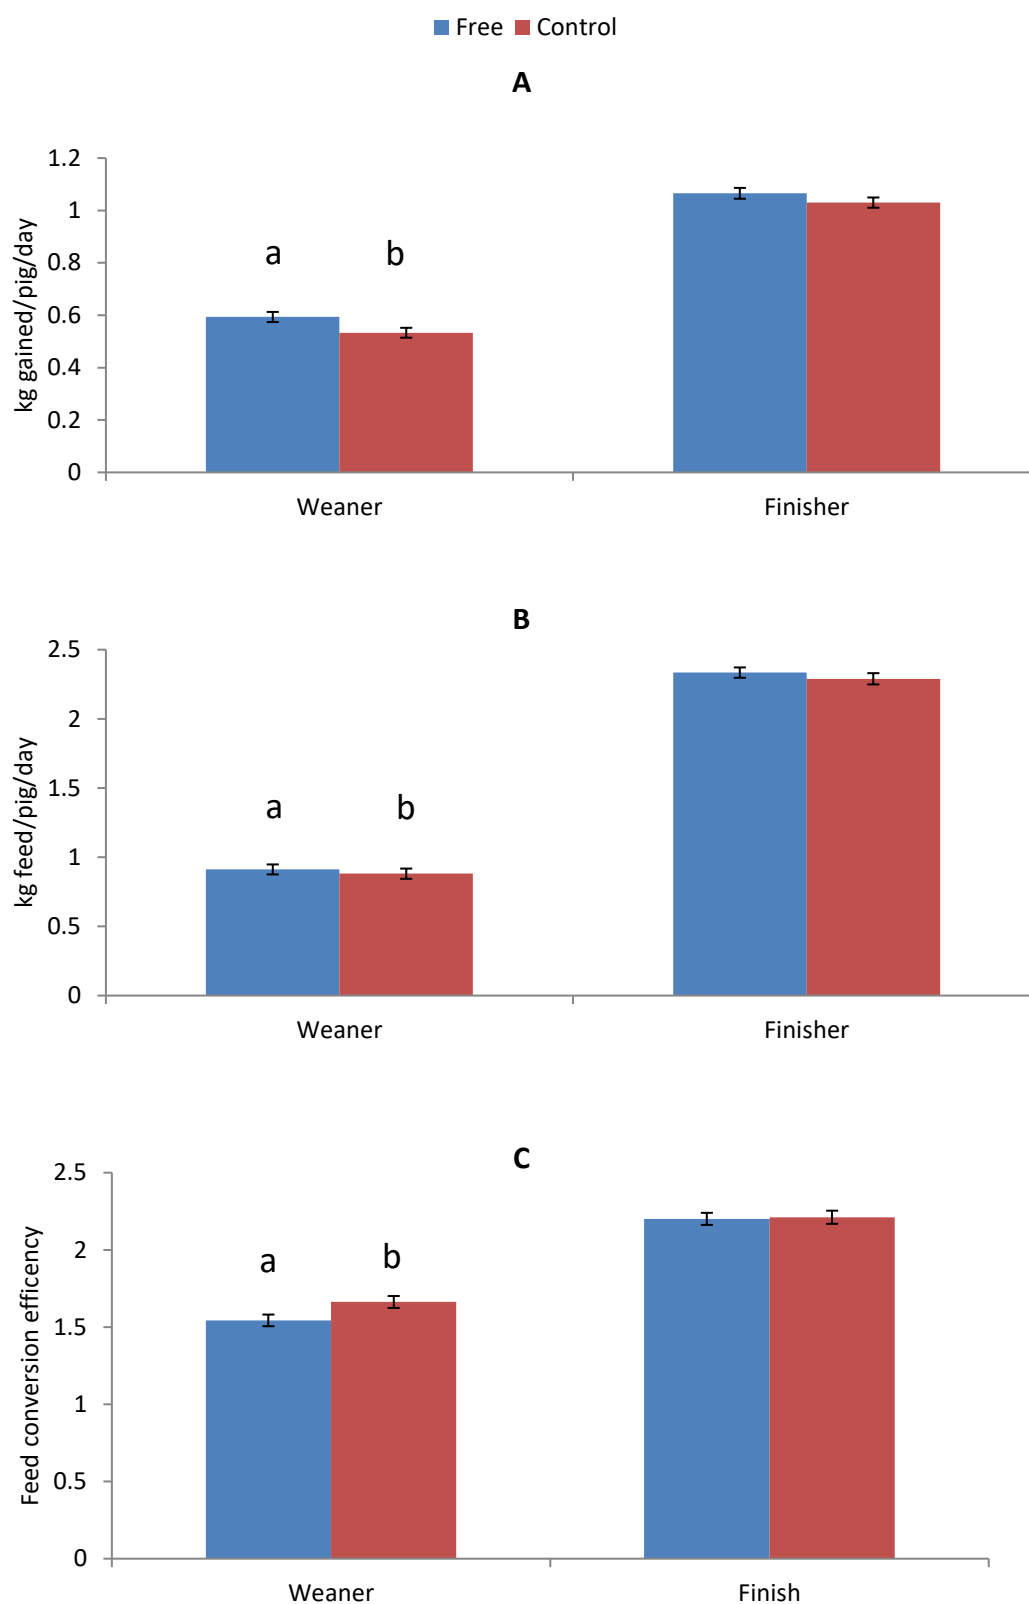 Free Control
A
kg gained/pig/day
1.2
1
0.8
0.6
0.4
0.2
0
a b
Weaner Finisher
B
kg feed/pig/day
2.5
2
1.5
1
0.5
0
a b
Weaner Finisher
C
Feed conversion efficency
2.5
2
1.5
1
0.5
0
a b
Weaner Finish